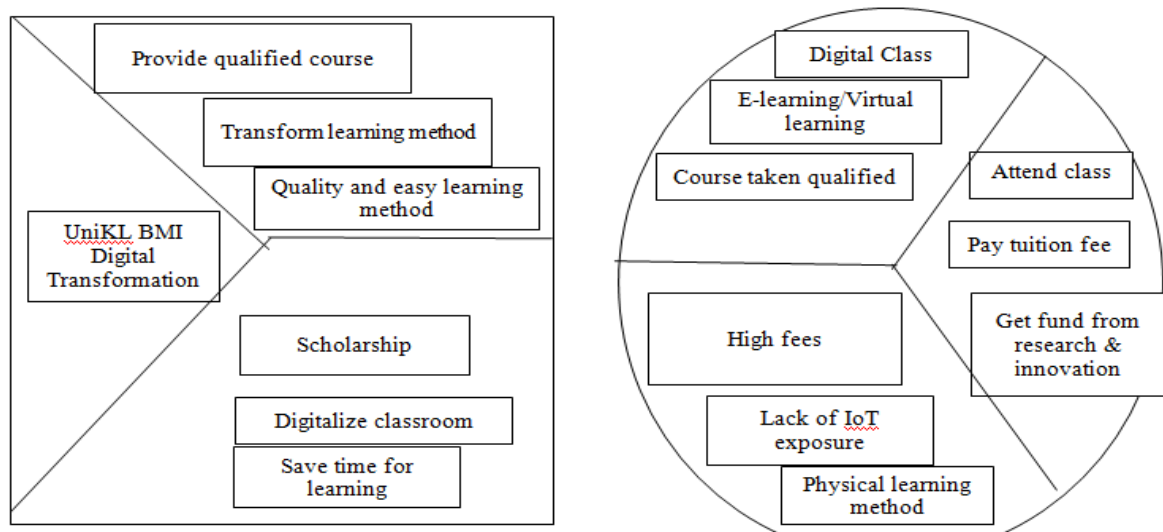 Provide qualified course
Transform learning method
Quality and easy learning
method
UniKL BMI
Digital
Transformation
Scholarship
Digitalize classroom
Save time for
learning
Digital Class
E-learning/Virtual
learning
Course taken qualified
Attend class
Pay tuition fee
Get fund from
research &
innovation
High fees
Lack of IoT
exposure
Physical learning
method